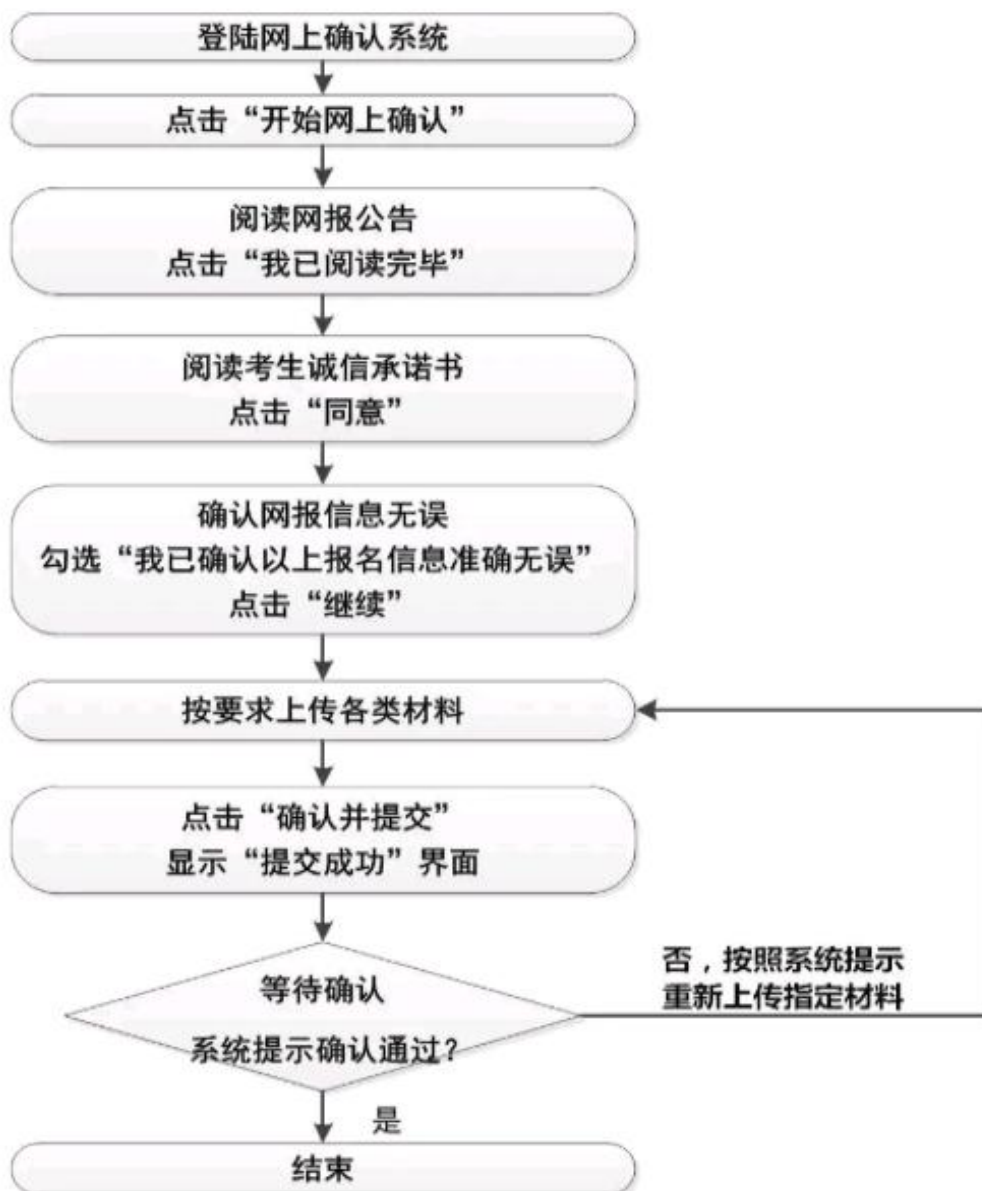 登陆网上确认系统
点击“开始网上确认”
阅读网报公告
点击“我已阅读完毕”
阅读考生诚信承诺书
点击“同意”
确认网报信息无误
勾选“我已确认以上报名信息准确无误”
点击“继续”
按要求上传各类材料
点击“确认并提交”
显示“提交成功”界面
等待确认
系统提示确认通过？
否，按照系统提示
重新上传指定材料
是
结束